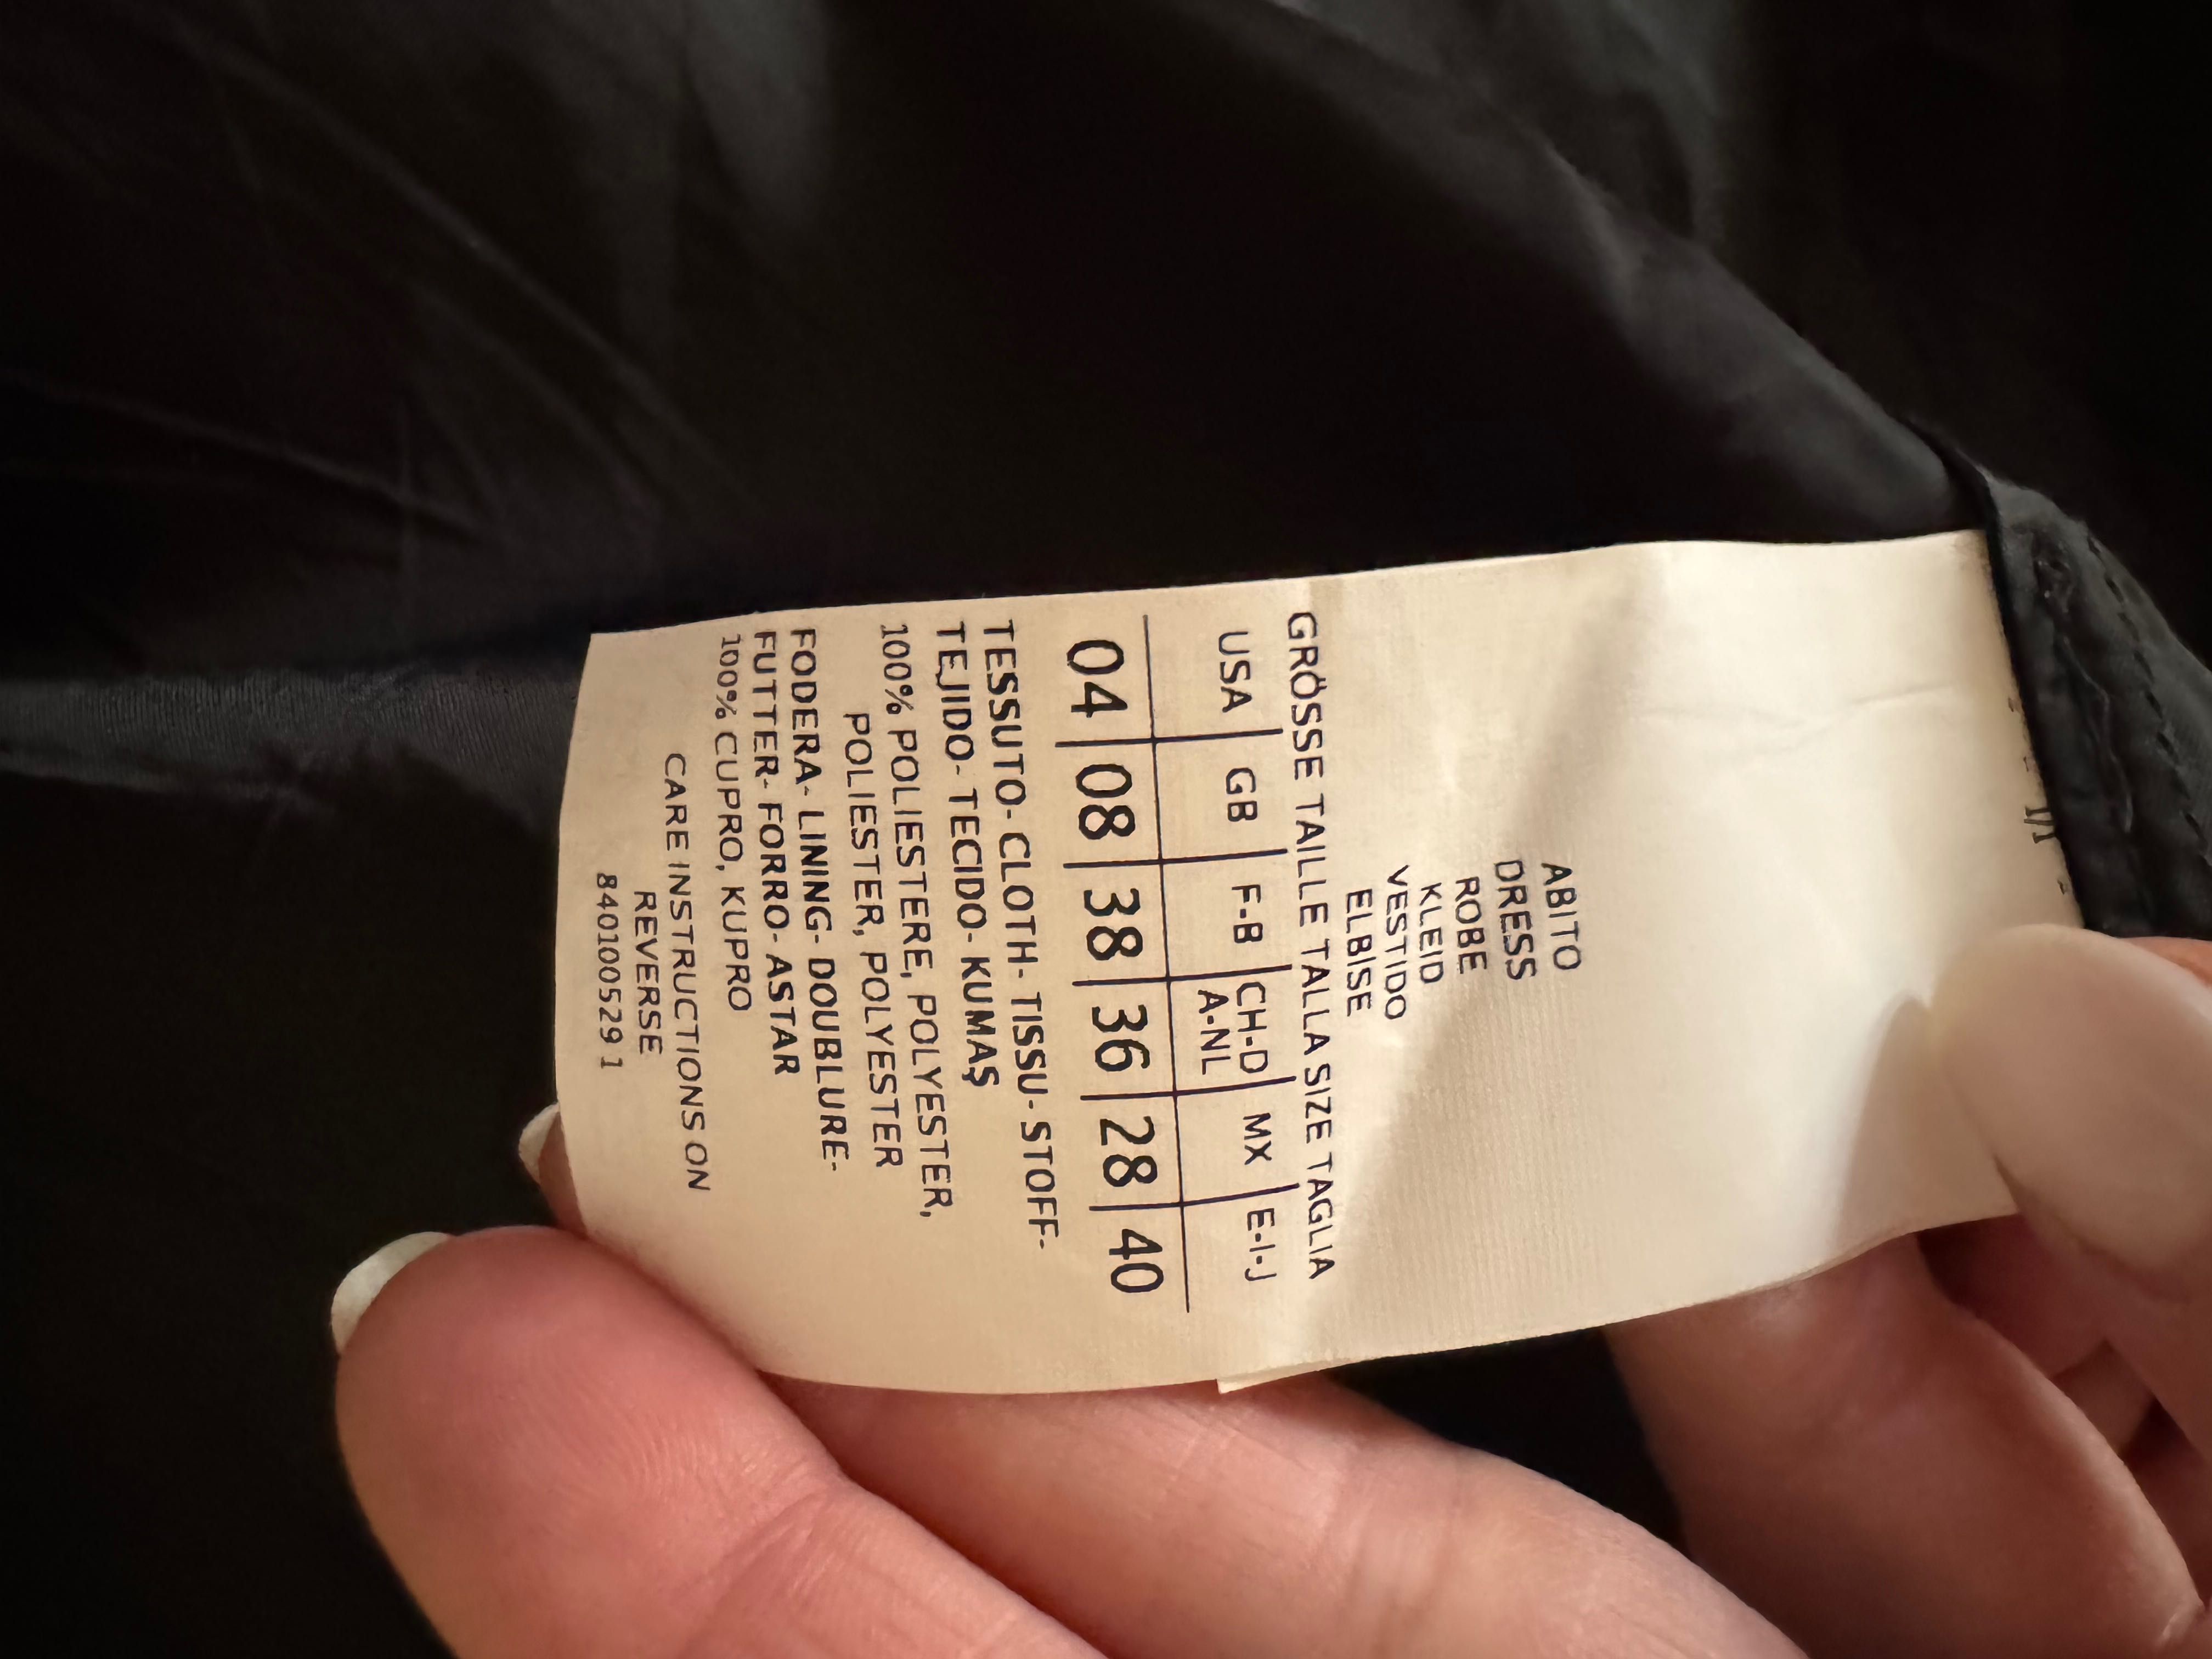 ABITO
DRESS
ROBE
KLEID
VESTIDO
ELBISE
GRÖSSE TAILLE TALLA SIZE TAGLIA
USA GB F-B CH-D MX E-I-J
A-NL
04 08 38 36 28 40
TESSUTO- CLOTH- TISSU- STOFF-
TEJIDO- TECIDO- KUMAŞ
100% POLIESTERE, POLYESTER,
POLIESTER, POLYESTER
FODERA- LINING- DOUBLURE-
FUTTER- FORRO- ASTAR
100% CUPRO, KUPRO
CARE INSTRUCTIONS ON
REVERSE
840100529 1